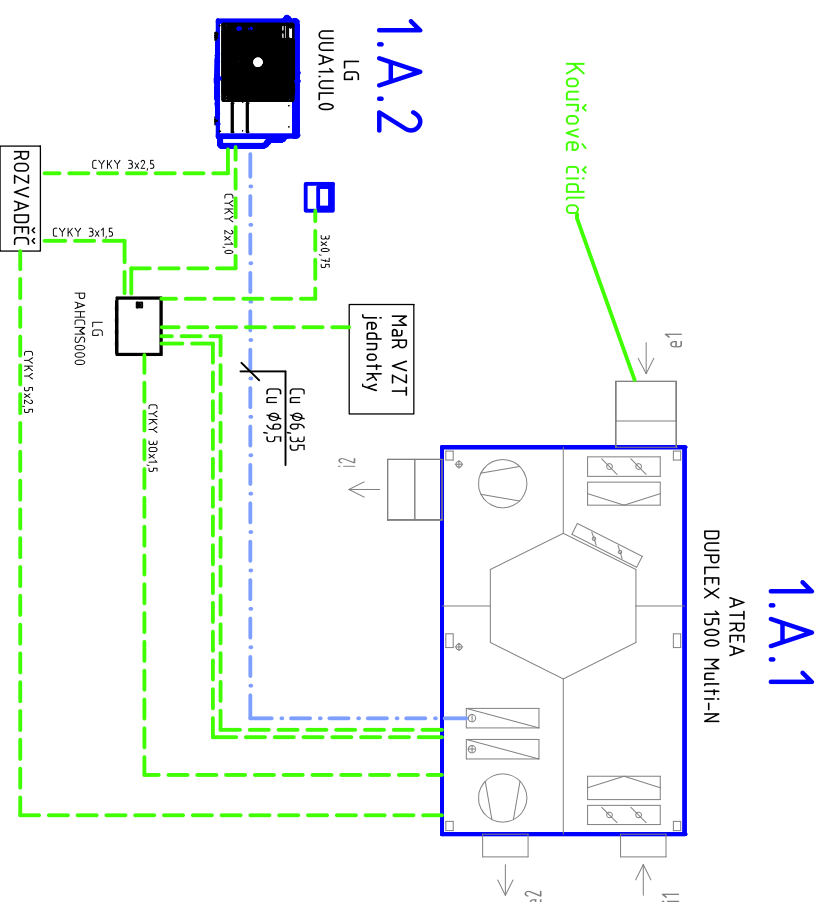 1.A.2
LG
UUA1.UL0
Kouřové čidlo
ROZVADĚČ
CYKY 3x2,5
CYKY 2x1,0
CYKY 3x1,5
3x0,75
LG
PAHCMS000
MaR VZT
jednotky
CYKY 5x2,5
CYKY 30x1,5
Cu Ø6,35
Cu Ø9,5
e1
i2
1.A.1
ATREA
DUPLEX 1500 Multi-N
e2
i1